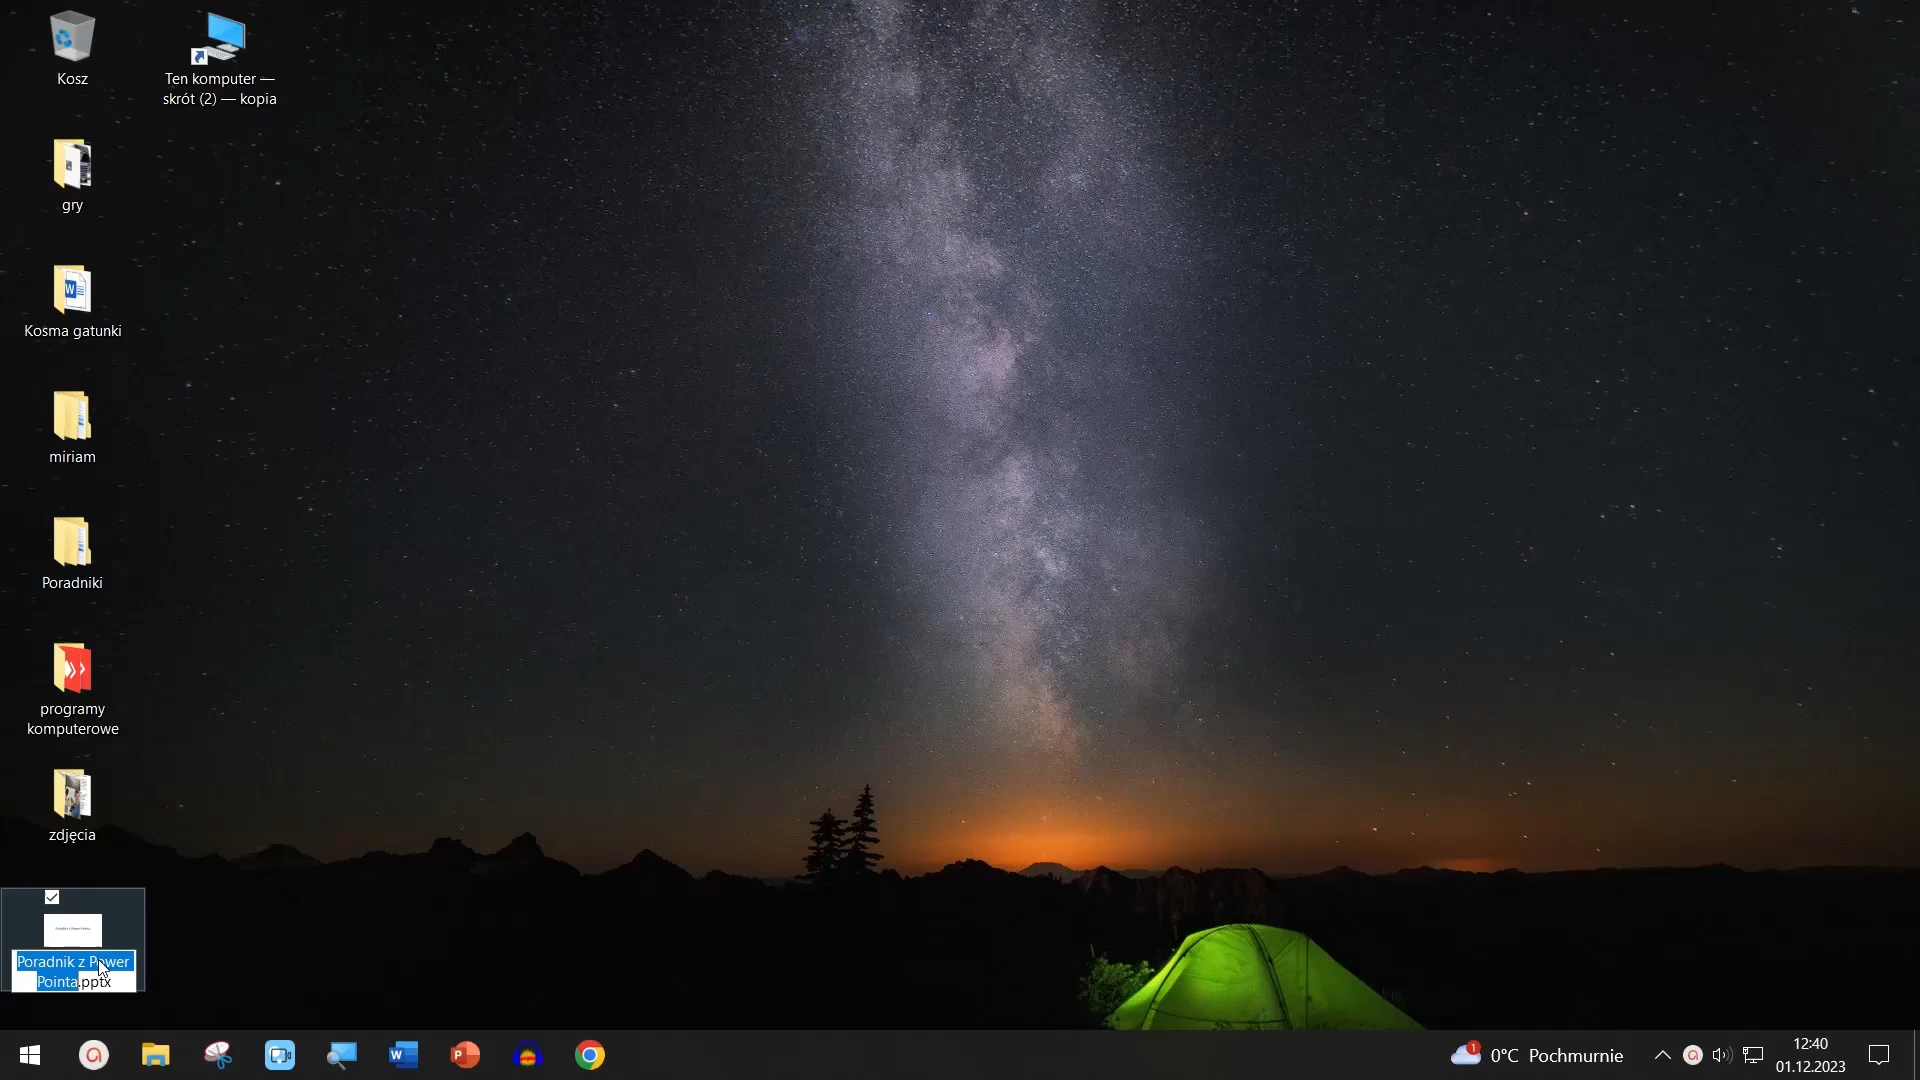 Kosz
Ten komputer —
skrót (2) — kopia
gry
Kosma gatunki
miriam
Poradniki
programy
komputerowe
zdjęcia
Poradnik z Power
Pointa.pptx
1
0°C Pochmurnie
12:40
01.12.2023